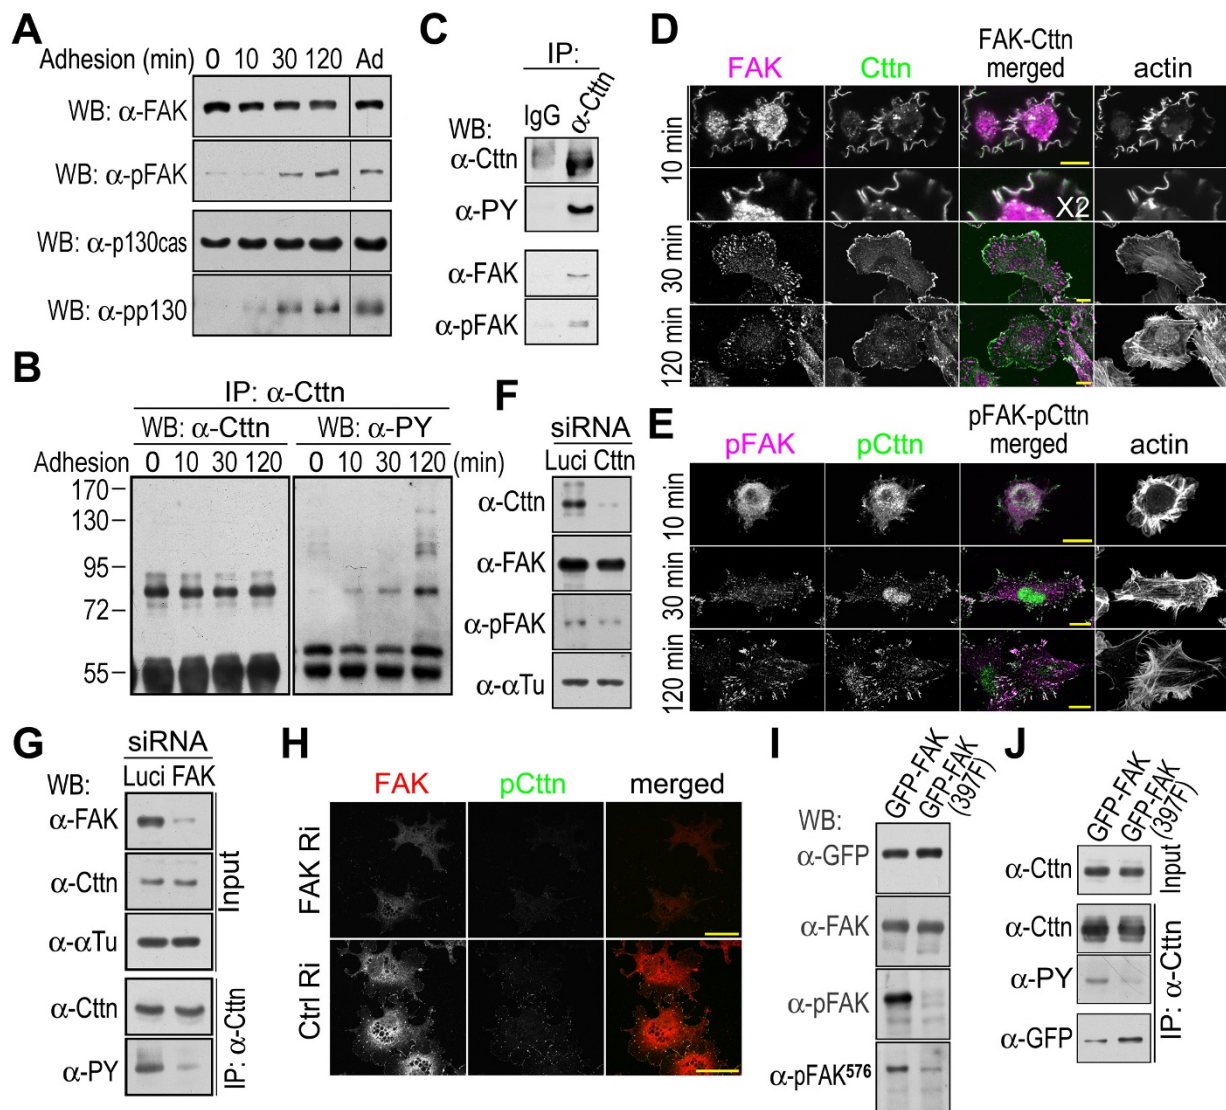 A
Adhesion (min) 0 10 30 120 Ad
WB: α-FAK
WB: α-pFAK
WB: α-p130cas
WB: α-pp130
B
IP: α-Cttn
WB: α-Cttn WB: α-PY
Adhesion 0 10 30 120 0 10 30 120 (min)
170
130
95
72
55
C
IP:
IgG α-Cttn
WB:
α-Cttn
α-PY
α-FAK
α-pFAK
D
FAK Cttn FAK-Cttn merged actin
10 min
X2
30 min
120 min
E
pFAK pCttn pFAK-pCttn merged actin
10 min
30 min
120 min
F
siRNA
Luci Cttn
α-Cttn
α-FAK
α-pFAK
α-αTu
G
siRNA
WB: Luci FAK
α-FAK
α-Cttn
α-αTu
Input
α-Cttn
α-PY
IP: α-Cttn
H
FAK pCttn merged
FAK Ri
Ctrl Ri
I
GFP-FAK
GFP-FAK (397F)
WB:
α-GFP
α-FAK
α-pFAK
α-pFAK⁵⁷⁶
J
GFP-FAK
GFP-FAK (397F)
α-Cttn
Input
α-Cttn
α-PY
α-GFP
IP: α-Cttn